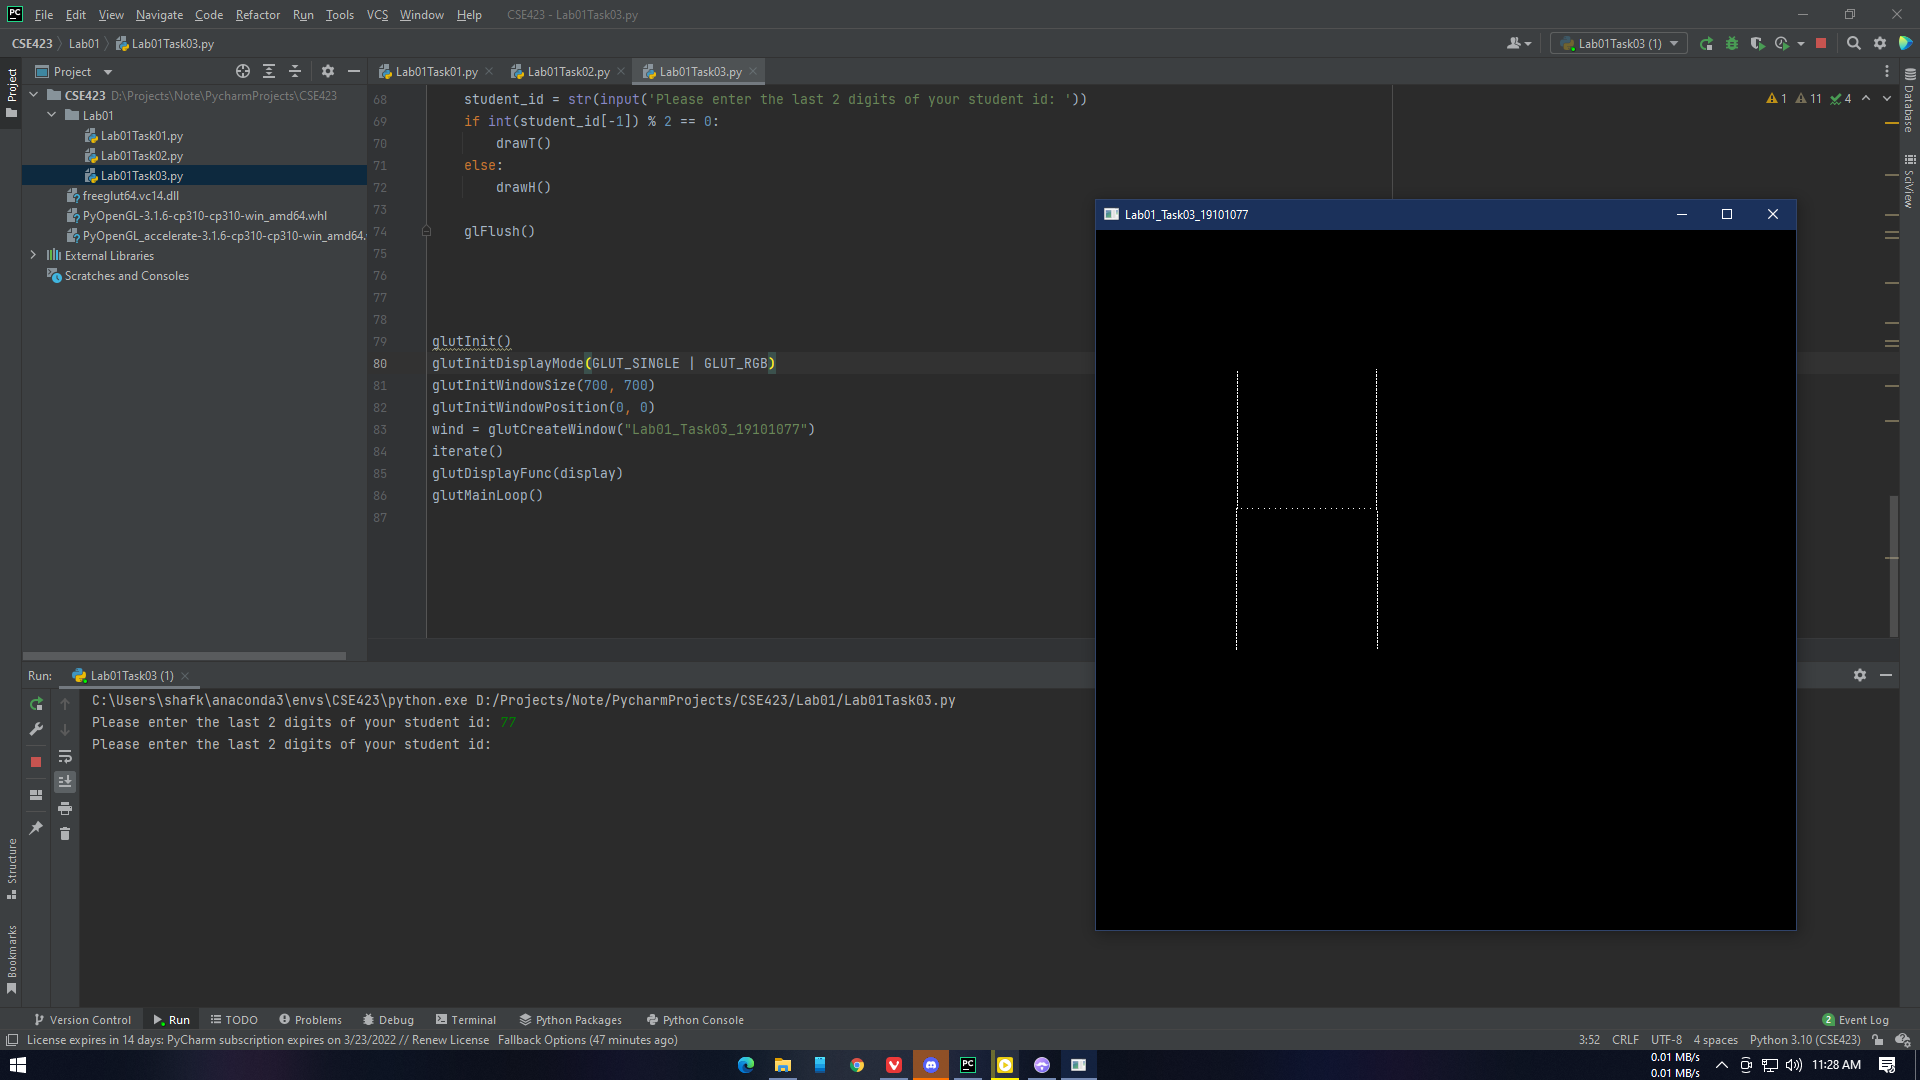 PC File Edit View Navigate Code Refactor Run Tools VCS Window Help CSE423 - Lab01Task03.py
CSE423 Lab01 Lab01Task03.py Lab01Task03 (1)
Project
Project
Lab01Task01.py Lab01Task02.py Lab01Task03.py
CSE423 D:\Projects\Note\PycharmProjects\CSE423
Lab01
Lab01Task01.py
Lab01Task02.py
Lab01Task03.py
freeglut64.vc14.dll
PyOpenGL-3.1.6-cp310-cp310-win_amd64.whl
PyOpenGL_accelerate-3.1.6-cp310-cp310-win_amd64.
External Libraries
Scratches and Consoles
1 11 4
68 student_id = str(input('Please enter the last 2 digits of your student id: '))
69 if int(student_id[-1]) % 2 == 0:
70 drawT()
71 else:
72 drawH()
73
74 glFlush()
75
76
77
78
79 glutInit()
80 glutInitDisplayMode(GLUT_SINGLE | GLUT_RGB)
81 glutInitWindowSize(700, 700)
82 glutInitWindowPosition(0, 0)
83 wind = glutCreateWindow("Lab01_Task03_19101077")
84 iterate()
85 glutDisplayFunc(display)
86 glutMainLoop()
87
Database
SciView
Lab01_Task03_19101077
Run: Lab01Task03 (1)
C:\Users\shafk\anaconda3\envs\CSE423\python.exe D:/Projects/Note/PycharmProjects/CSE423/Lab01/Lab01Task03.py
Please enter the last 2 digits of your student id: 77
Please enter the last 2 digits of your student id:
Structure
Bookmarks
Version Control Run TODO Problems Debug Terminal Python Packages Python Console 2 Event Log
License expires in 14 days: PyCharm subscription expires on 3/23/2022 // Renew License Fallback Options (47 minutes ago) 3:52 CRLF UTF-8 4 spaces Python 3.10 (CSE423)
PC
0.01 MB/s
0.01 MB/s
11:28 AM